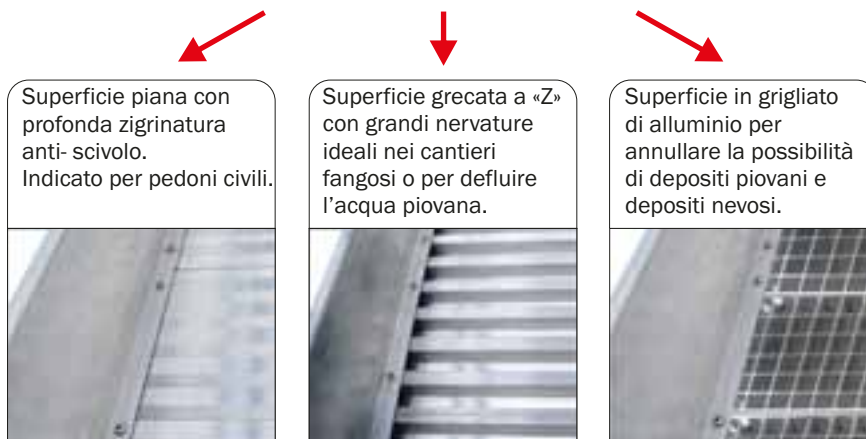 Superficie piana con
profonda zigrinatura
anti- scivolo.
Indicato per pedoni civili.
Superficie grecata a «Z»
con grandi nervature
ideali nei cantieri
fangosi o per defluire
l'acqua piovana.
Superficie in grigliato
di alluminio per
annullare la possibilità
di depositi piovani e
depositi nevosi.